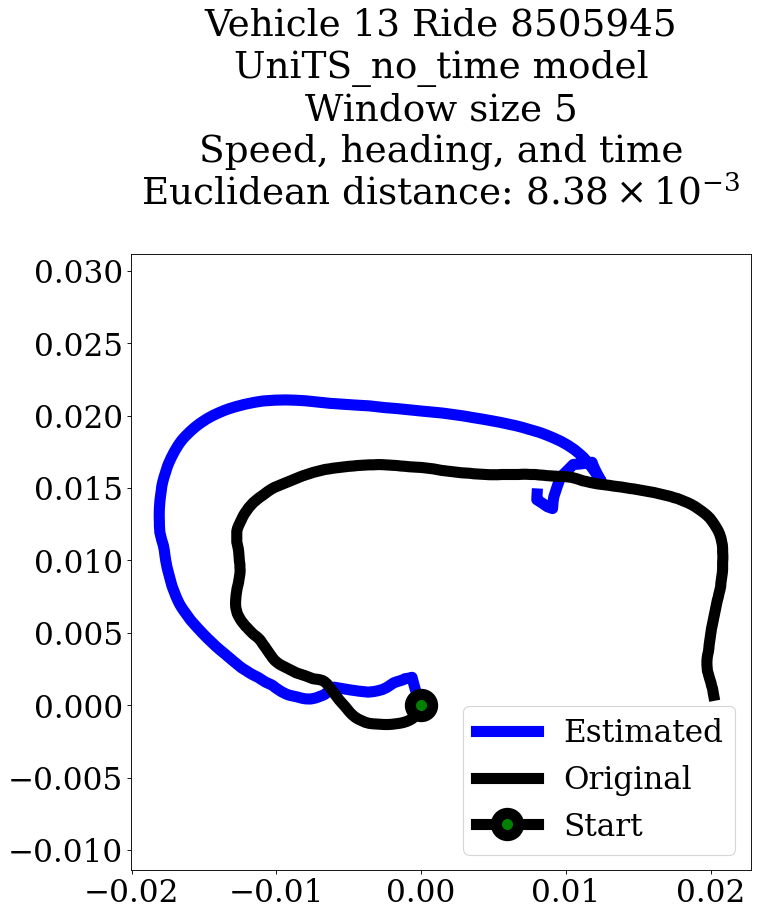 Vehicle 13 Ride 8505945
UniTS_no_time model
Window size 5
Speed, heading, and time
Euclidean distance: 8.38 × 10⁻³
0.030
0.025
0.020
0.015
0.010
0.005
0.000
−0.005
−0.010
−0.02
−0.01
0.00
0.01
0.02
Estimated
Original
Start